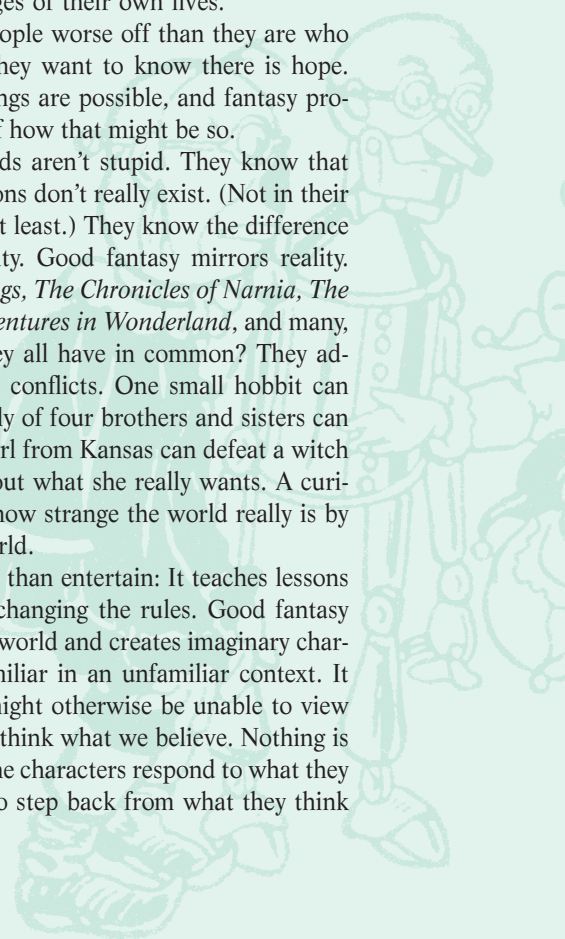 ges of their own lives.
ople worse off than they are who
hey want to know there is hope.
ngs are possible, and fantasy pro-
f how that might be so.
ds aren't stupid. They know that
ons don't really exist. (Not in their
t least.) They know the difference
ity. Good fantasy mirrors reality.
gs, The Chronicles of Narnia, The
entures in Wonderland, and many,
ey all have in common? They ad-
conflicts. One small hobbit can
ly of four brothers and sisters can
irl from Kansas can defeat a witch
out what she really wants. A curi-
how strange the world really is by
rld.
than entertain: It teaches lessons
changing the rules. Good fantasy
world and creates imaginary char-
miliar in an unfamiliar context. It
might otherwise be unable to view
think what we believe. Nothing is
he characters respond to what they
o step back from what they think